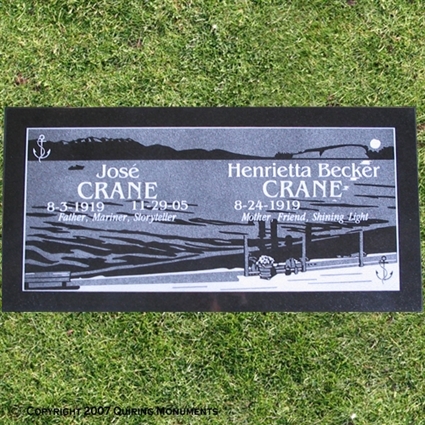 José
CRANE
8-3-1919 11-29-05
Father, Mariner, Storyteller
Henrietta Becker
CRANE
8-24-1919
Mother, Friend, Shining Light
© Copyright 2007 Quiring Monuments